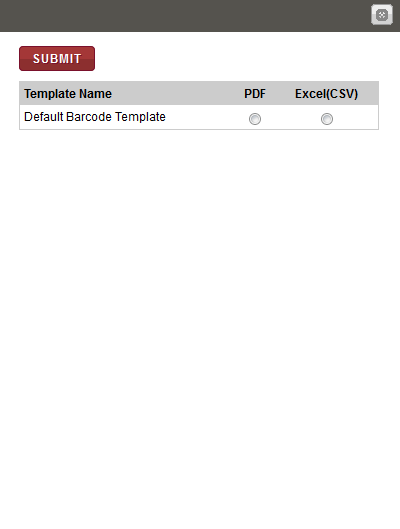 SUBMIT
Template Name PDF Excel(CSV)
Default Barcode Template